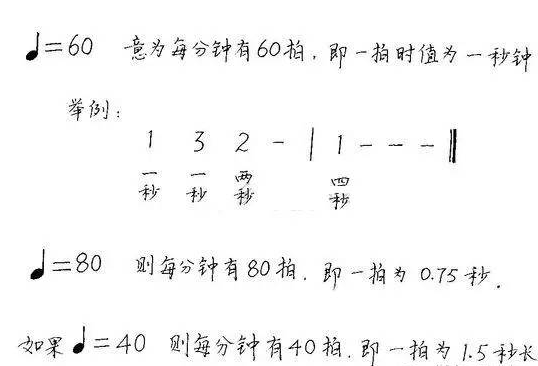 ♩=60 意为每分钟有60拍,即一拍时值为一秒钟
举例:
1 3 2 - | 1 - - - ‖
一秒 一秒 两秒 四秒
♩=80 则每分钟有80拍,即一拍为 0.75 秒.
如果♩=40 则每分钟有40拍,即一拍为1.5秒长